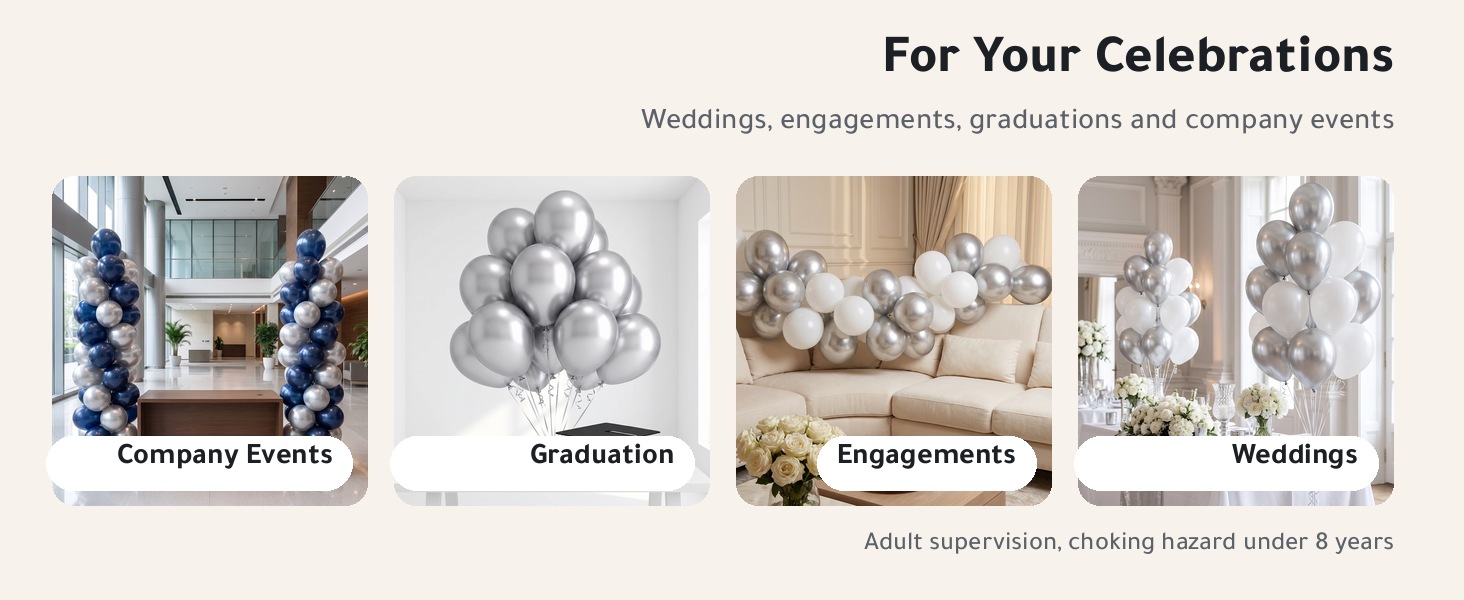 For Your Celebrations
Weddings, engagements, graduations and company events
Company Events
Graduation
Engagements
Weddings
Adult supervision, choking hazard under 8 years